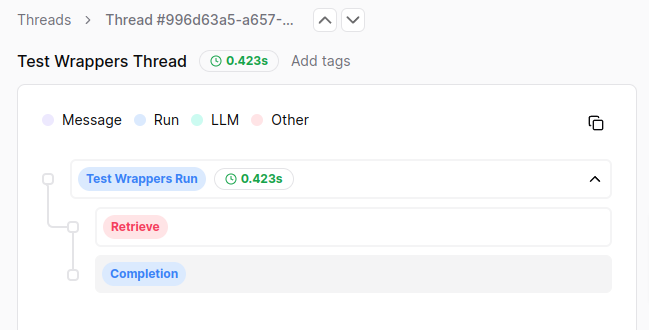 Threads > Thread #996d63a5-a657-...
Test Wrappers Thread 0.423s Add tags
Message Run LLM Other
Test Wrappers Run 0.423s
Retrieve
Completion